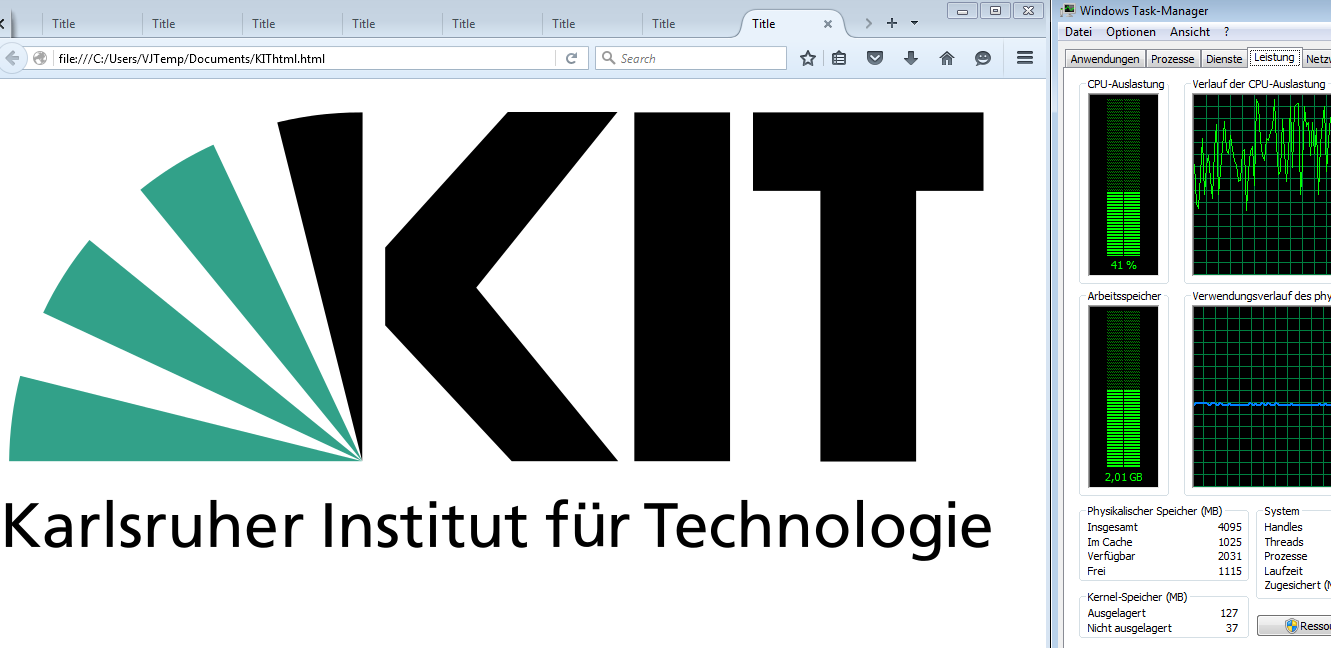 Title Title Title Title Title Title Title Title
file:///C:/Users/VJTemp/Documents/KIThtml.html
Search
KIT
Karlsruher Institut für Technologie
Windows Task-Manager
Datei Optionen Ansicht ?
Anwendungen Prozesse Dienste Leistung Netzw
CPU-Auslastung
Verlauf der CPU-Auslastung
41 %
Arbeitsspeicher
Verwendungsverlauf des phy
2,01 GB
Physikalischer Speicher (MB)
Insgesamt 4095
Im Cache 1025
Verfügbar 2031
Frei 1115
System
Handles
Threads
Prozesse
Laufzeit
Zugesichert (M
Kernel-Speicher (MB)
Ausgelagert 127
Nicht ausgelagert 37
Ressou